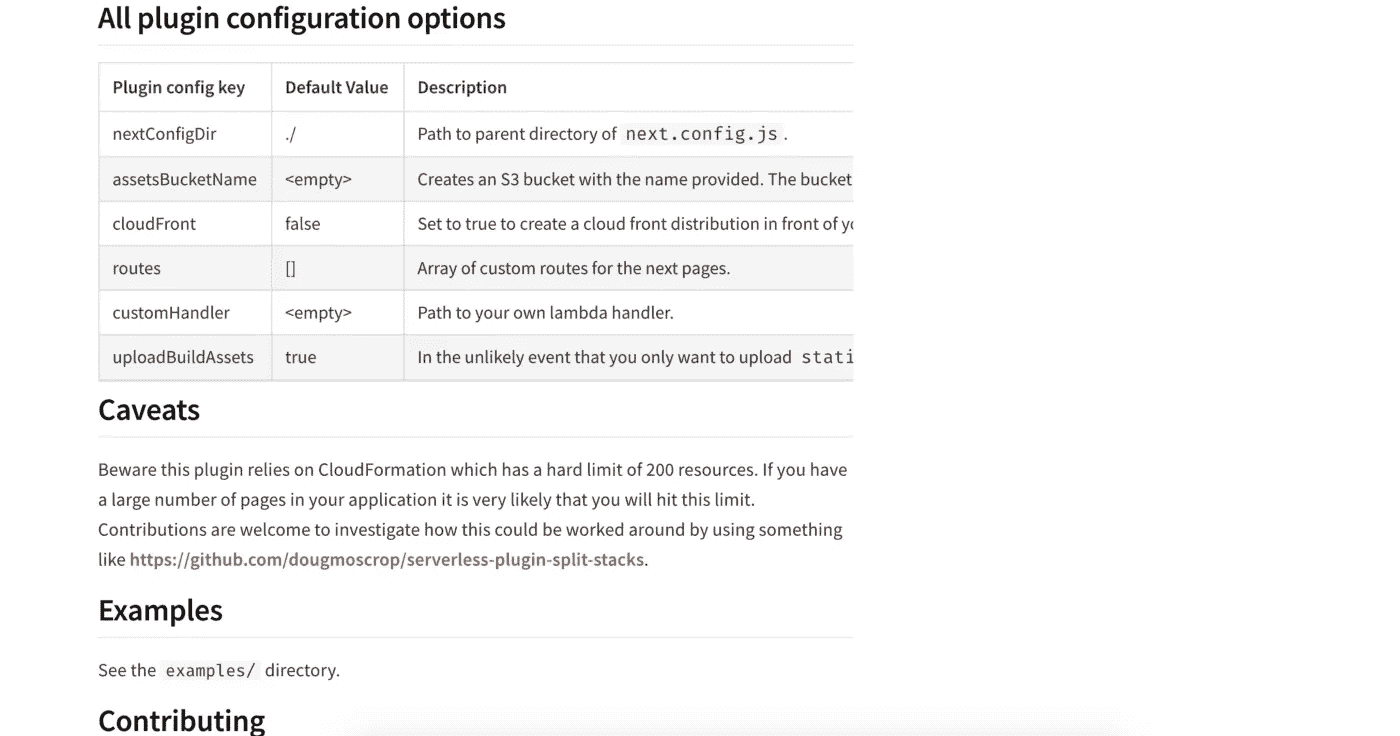 All plugin configuration options
Plugin config key Default Value Description
nextConfigDir ./ Path to parent directory of next.config.js .
assetsBucketName <empty> Creates an S3 bucket with the name provided. The bucket
cloudFront false Set to true to create a cloud front distribution in front of
routes [] Array of custom routes for the next pages.
customHandler <empty> Path to your own lambda handler.
uploadBuildAssets true In the unlikely event that you only want to upload stati
Caveats
Beware this plugin relies on CloudFormation which has a hard limit of 200 resources. If you have
a large number of pages in your application it is very likely that you will hit this limit.
Contributions are welcome to investigate how this could be worked around by using something
like https://github.com/dougmoscrop/serverless-plugin-split-stacks.
Examples
See the examples/ directory.
Contributing